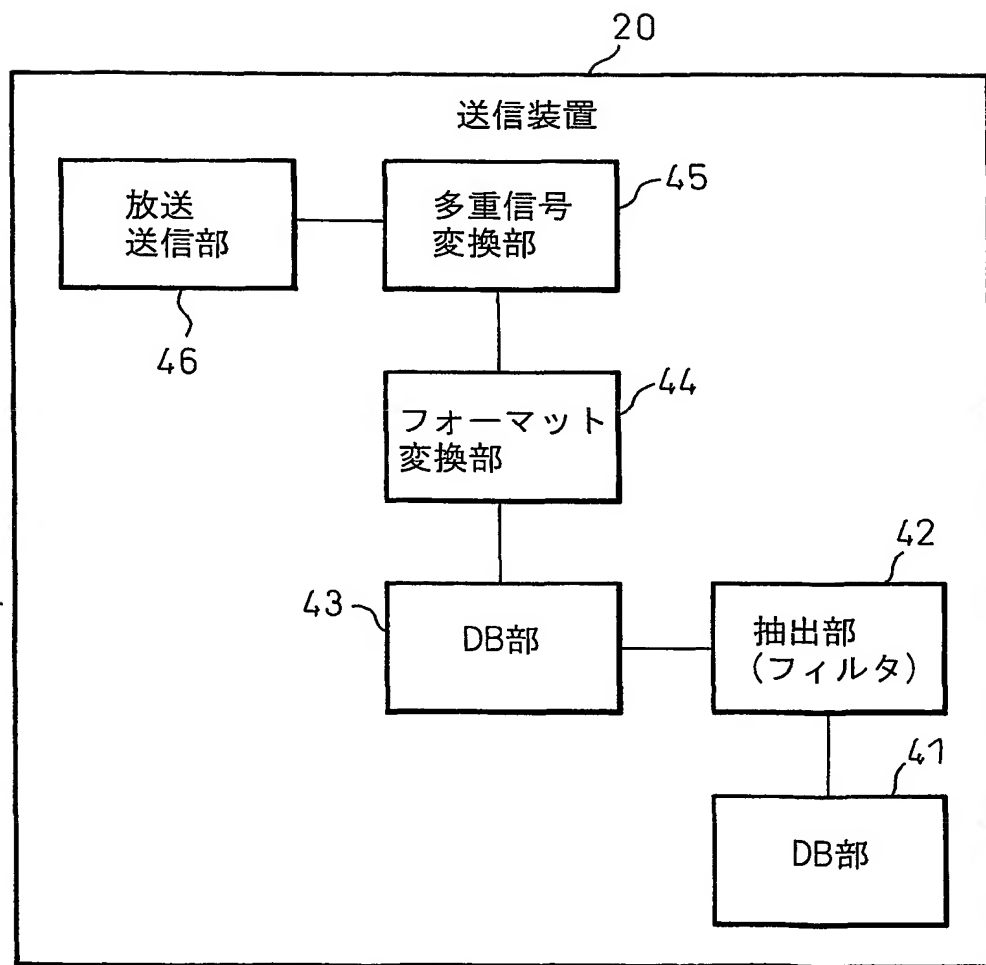 20
送信装置
放送
送信部
46
多重信号
変換部
45
フォーマット
変換部
44
43
DB部
42
抽出部
(フィルタ)
41
DB部